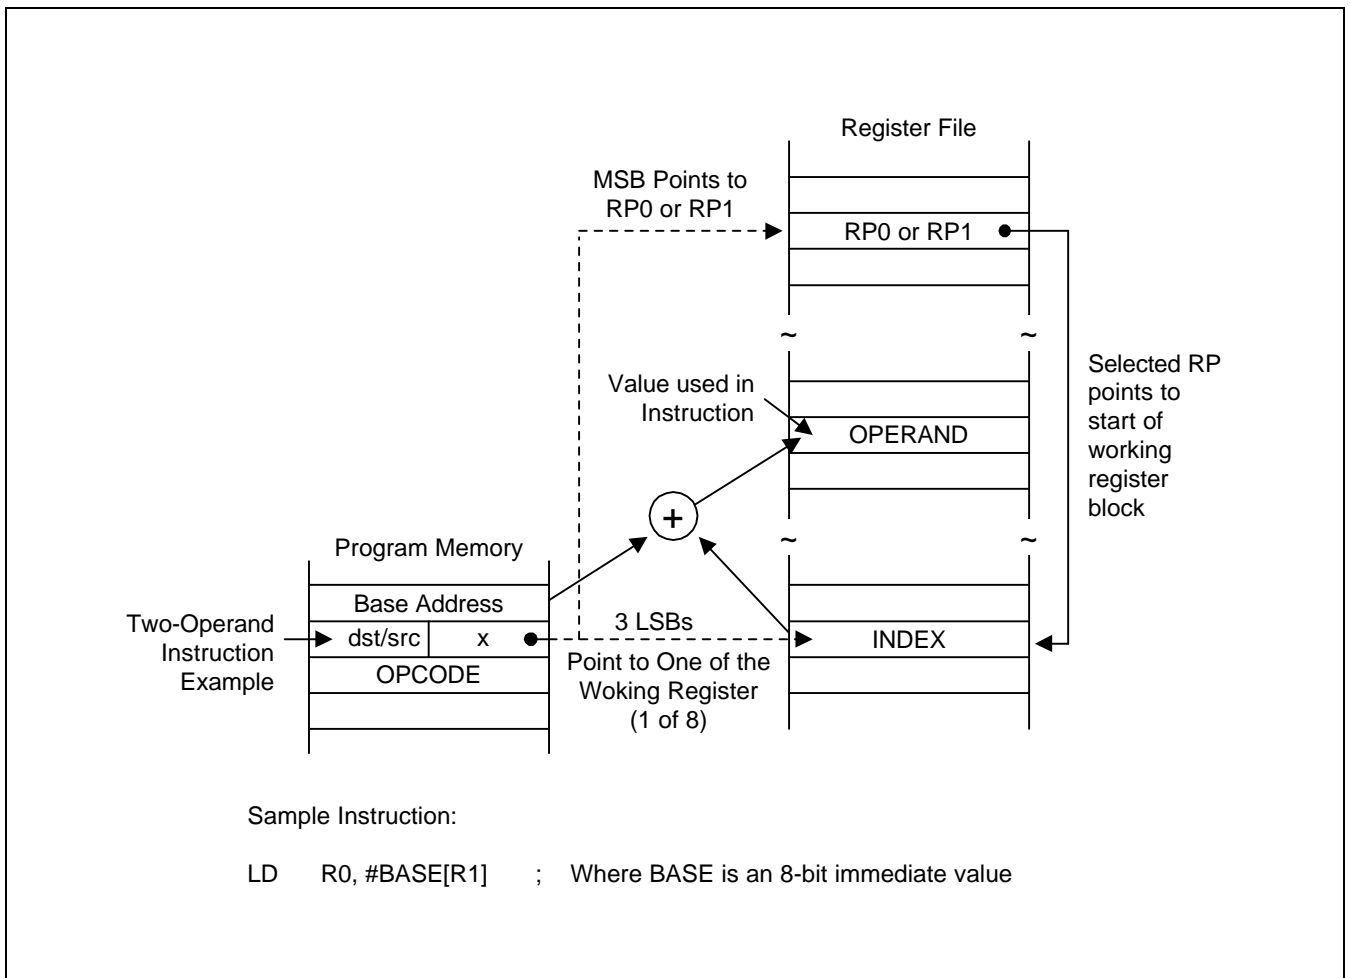 Register File
MSB Points to
RP0 or RP1
RP0 or RP1
~ ~
Selected RP
points to
start of
working
register
block
Value used in
Instruction
OPERAND
+
~ ~
Program Memory
Base Address
Two-Operand
Instruction
Example
dst/src x
3 LSBs
INDEX
OPCODE
Point to One of the
Woking Register
(1 of 8)
Sample Instruction:
LD R0, #BASE[R1] ; Where BASE is an 8-bit immediate value